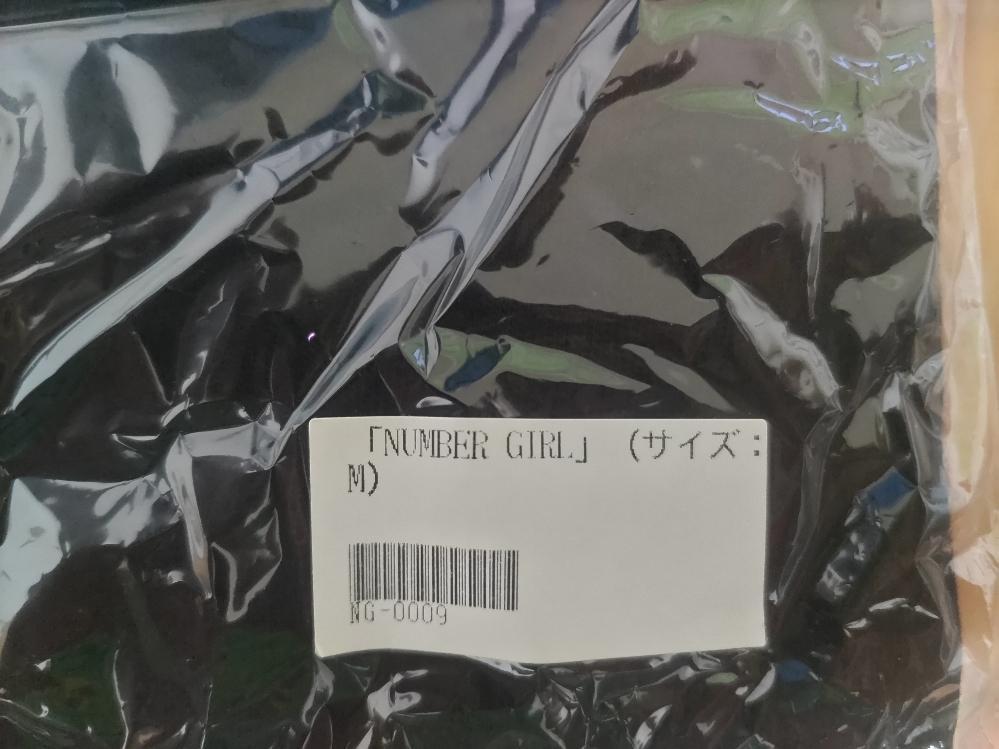 「NUMBER GIRL」 (サイズ：
M)
NG-0009